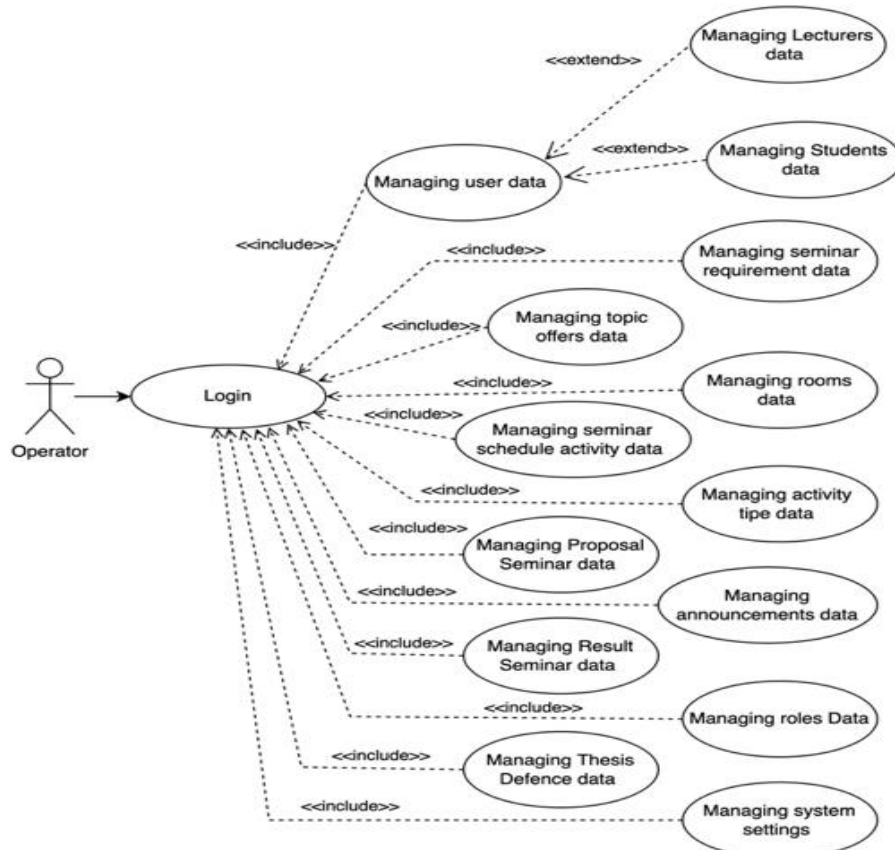 Managing Lecturers
data
<<extend>>
<<extend>>
Managing Students
data
Managing user data
<<include>>
<<include>>
Managing seminar
requirement data
Managing topic
offers data
<<include>>
<<include>>
Managing rooms
data
Login
<<include>>
Managing seminar
schedule activity data
Operator
<<include>>
Managing activity
tipe data
<<include>>
Managing Proposal
Seminar data
<<include>>
Managing
announcements data
<<include>>
Managing Result
Seminar data
<<include>>
Managing roles Data
<<include>>
Managing Thesis
Defence data
<<include>>
Managing system
settings